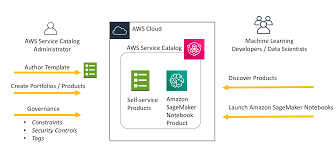 AWS Service Catalog
Administrator
Author Template
Create Portfolios / Products
Governance
• Constraints
• Security Controls
• Tags
AWS Cloud
AWS Service Catalog
Self-service
Products
Amazon
SageMaker
Notebook
Product
Machine Learning
Developers / Data Scientists
Discover Products
Launch Amazon SageMaker Notebooks